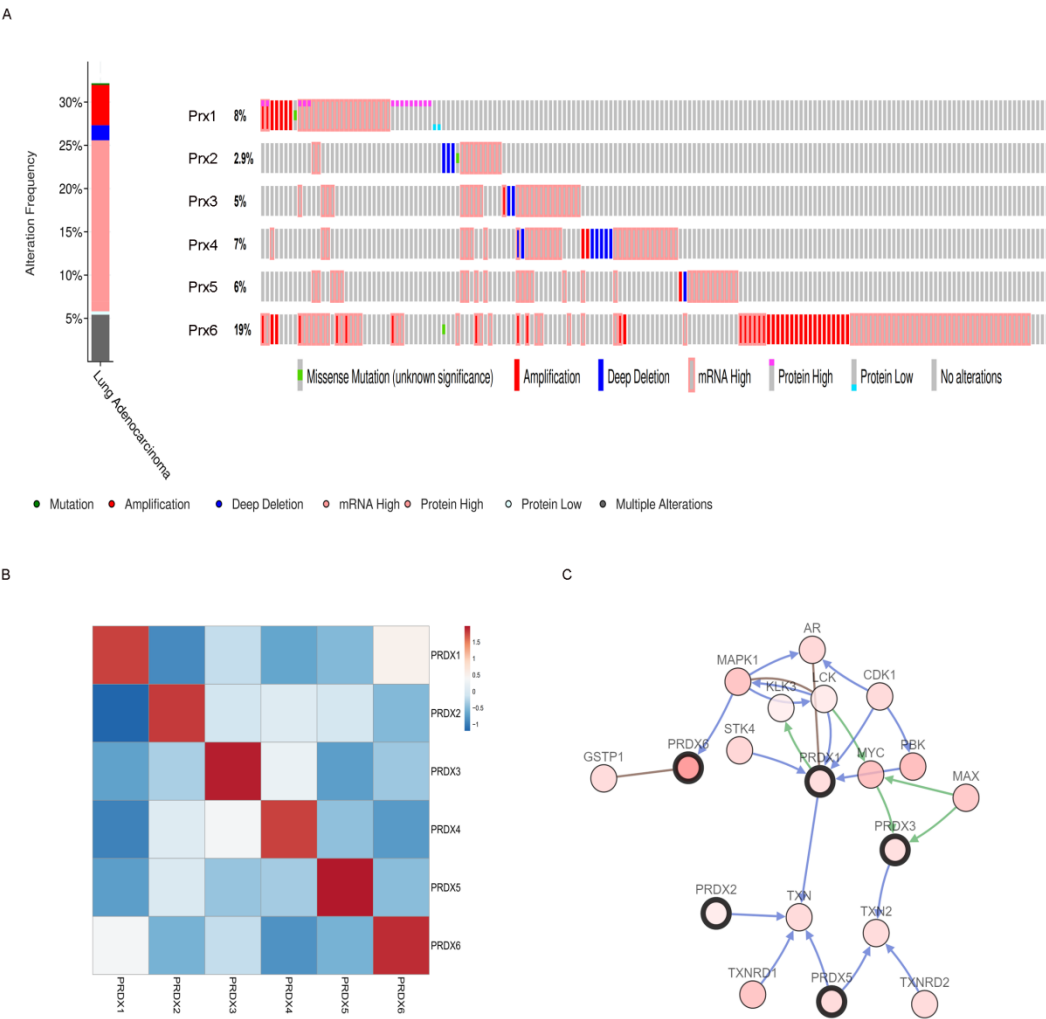 A
Alteration Frequency
30%
25%
20%
15%
10%
5%
Lung Adenocarcinoma
Prx1 8%
Prx2 2.9%
Prx3 5%
Prx4 7%
Prx5 6%
Prx6 19%
Missense Mutation (unknown significance) Amplification Deep Deletion mRNA High Protein High Protein Low No alterations
Mutation Amplification Deep Deletion mRNA High Protein High Protein Low Multiple Alterations
B
PRDX1
PRDX2
PRDX3
PRDX4
PRDX5
PRDX6
1.5
1
0.5
0
-0.5
-1
PRDX1 PRDX2 PRDX3 PRDX4 PRDX5 PRDX6
C
AR
MAPK1
LCK
CDK1
KLK3
STK4
PRDX6
GSTP1
PRDX1
MYC
PBK
MAX
PRDX3
PRDX2
TXN
TXN2
TXNRD1
PRDX5
TXNRD2